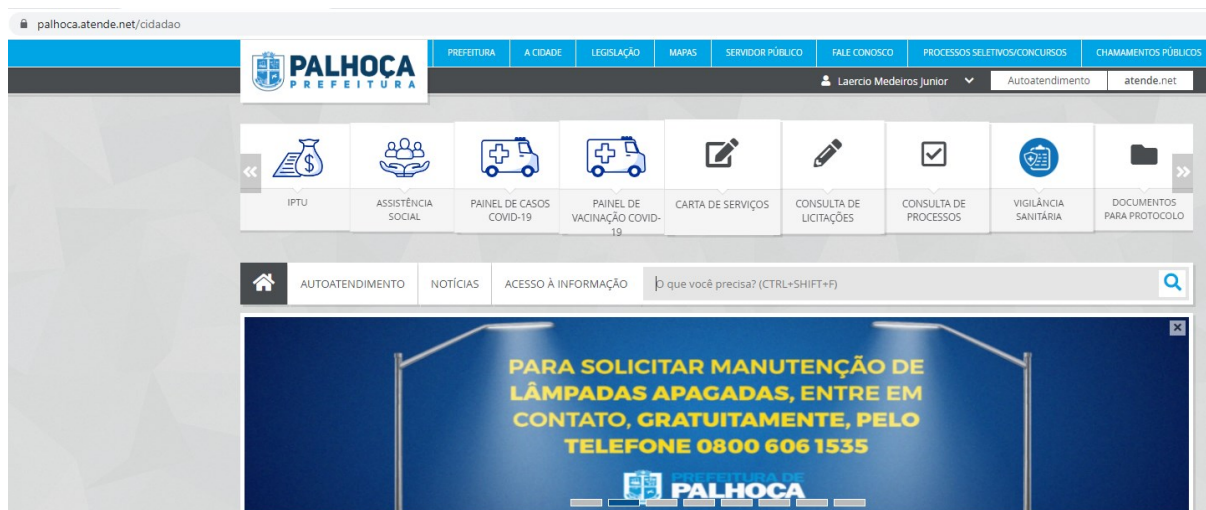 palhoca.atende.net/cidadao
PREFEITURA A CIDADE LEGISLAÇÃO MAPAS SERVIDOR PÚBLICO FALE CONOSCO PROCESSOS SELETIVOS/CONCURSOS CHAMAMENTOS PÚBLICOS
PALHOÇA
PREFEITURA
Laercio Medeiros Junior Autoatendimento atende.net
IPTU
ASSISTÊNCIA
SOCIAL
PAINEL DE CASOS
COVID-19
PAINEL DE
VACINAÇÃO COVID-
19
CARTA DE SERVIÇOS
CONSULTA DE
LICITAÇÕES
CONSULTA DE
PROCESSOS
VIGILÂNCIA
SANITÁRIA
DOCUMENTOS
PARA PROTOCOLO
AUTOATENDIMENTO NOTÍCIAS ACESSO À INFORMAÇÃO O que você precisa? (CTRL+SHIFT+F)
PARA SOLICITAR MANUTENÇÃO DE
LÂMPADAS APAGADAS, ENTRE EM
CONTATO, GRATUITAMENTE, PELO
TELEFONE 0800 606 1535
PREFEITURA DE
PALHOÇA